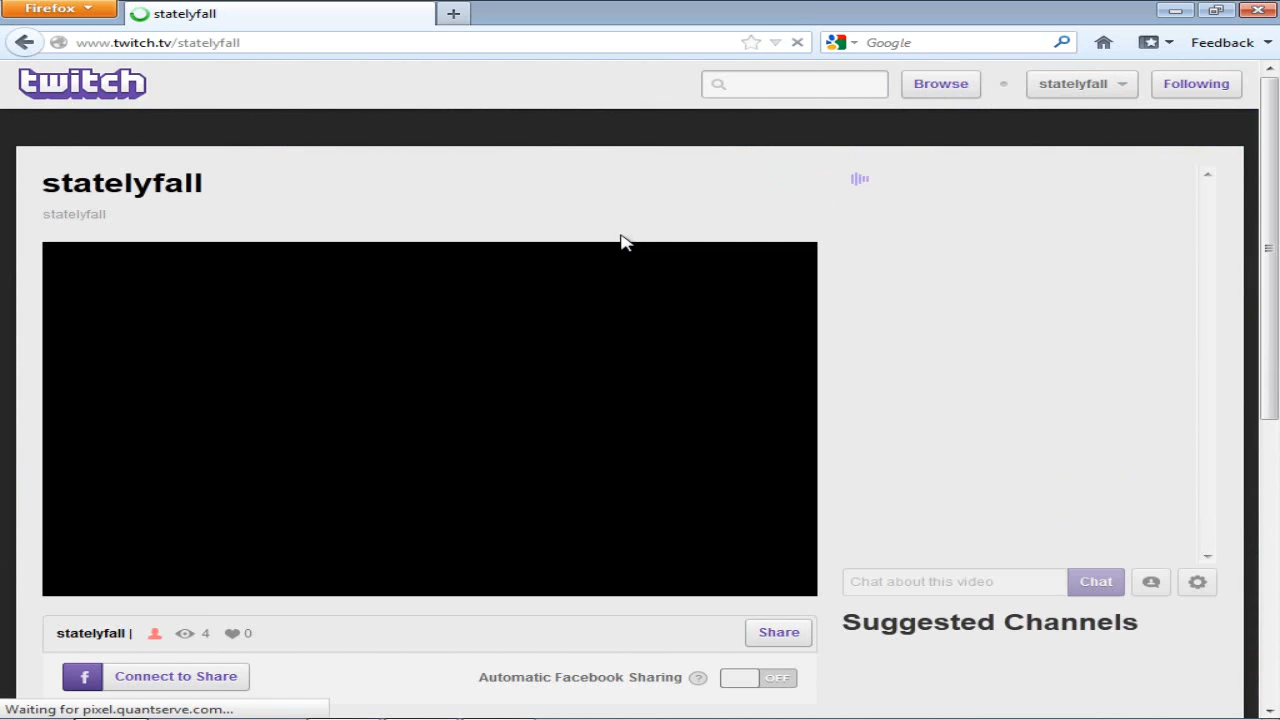 Firefox
statelyfall
www.twitch.tv/statelyfall
Google
Feedback
twitch
Browse
statelyfall
Following
statelyfall
statelyfall
Chat about this video
Chat
Suggested Channels
statelyfall |
4
0
Share
f
Connect to Share
Automatic Facebook Sharing
?
OFF
Waiting for pixel.quantserve.com...